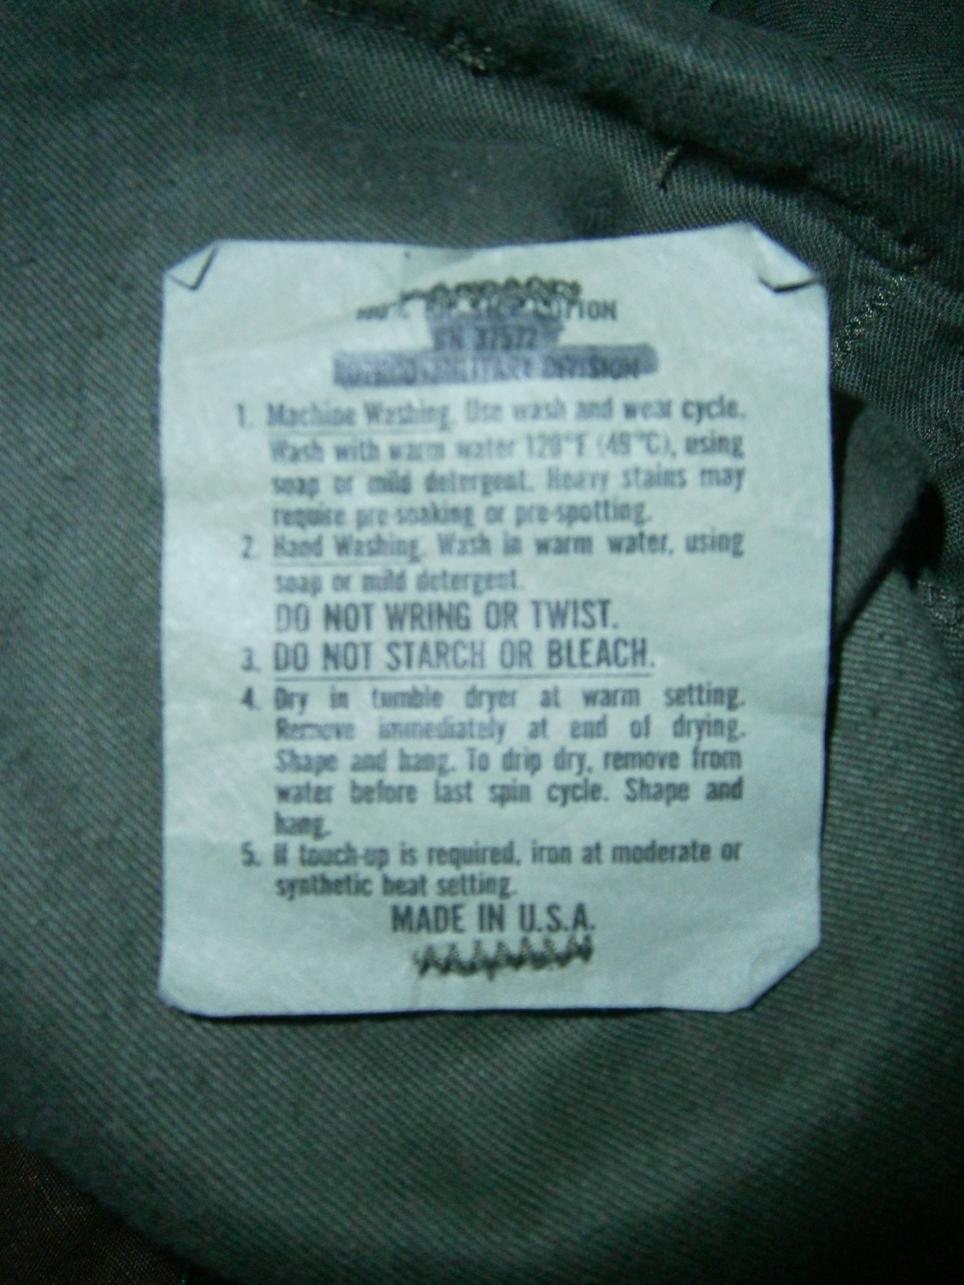 RN 37572
MILITARY DIVISION
1. Machine Washing. Use wash and wear cycle.
Wash with warm water 120°F (49°C), using
soap or mild detergent. Heavy stains may
require pre-soaking or pre-spotting.
2. Hand Washing. Wash in warm water, using
soap or mild detergent.
DO NOT WRING OR TWIST.
3. DO NOT STARCH OR BLEACH.
4. Dry in tumble dryer at warm setting.
Remove immediately at end of drying.
Shape and hang. To drip dry, remove from
water before last spin cycle. Shape and
hang.
5. If touch-up is required, iron at moderate or
synthetic heat setting.
MADE IN U.S.A.